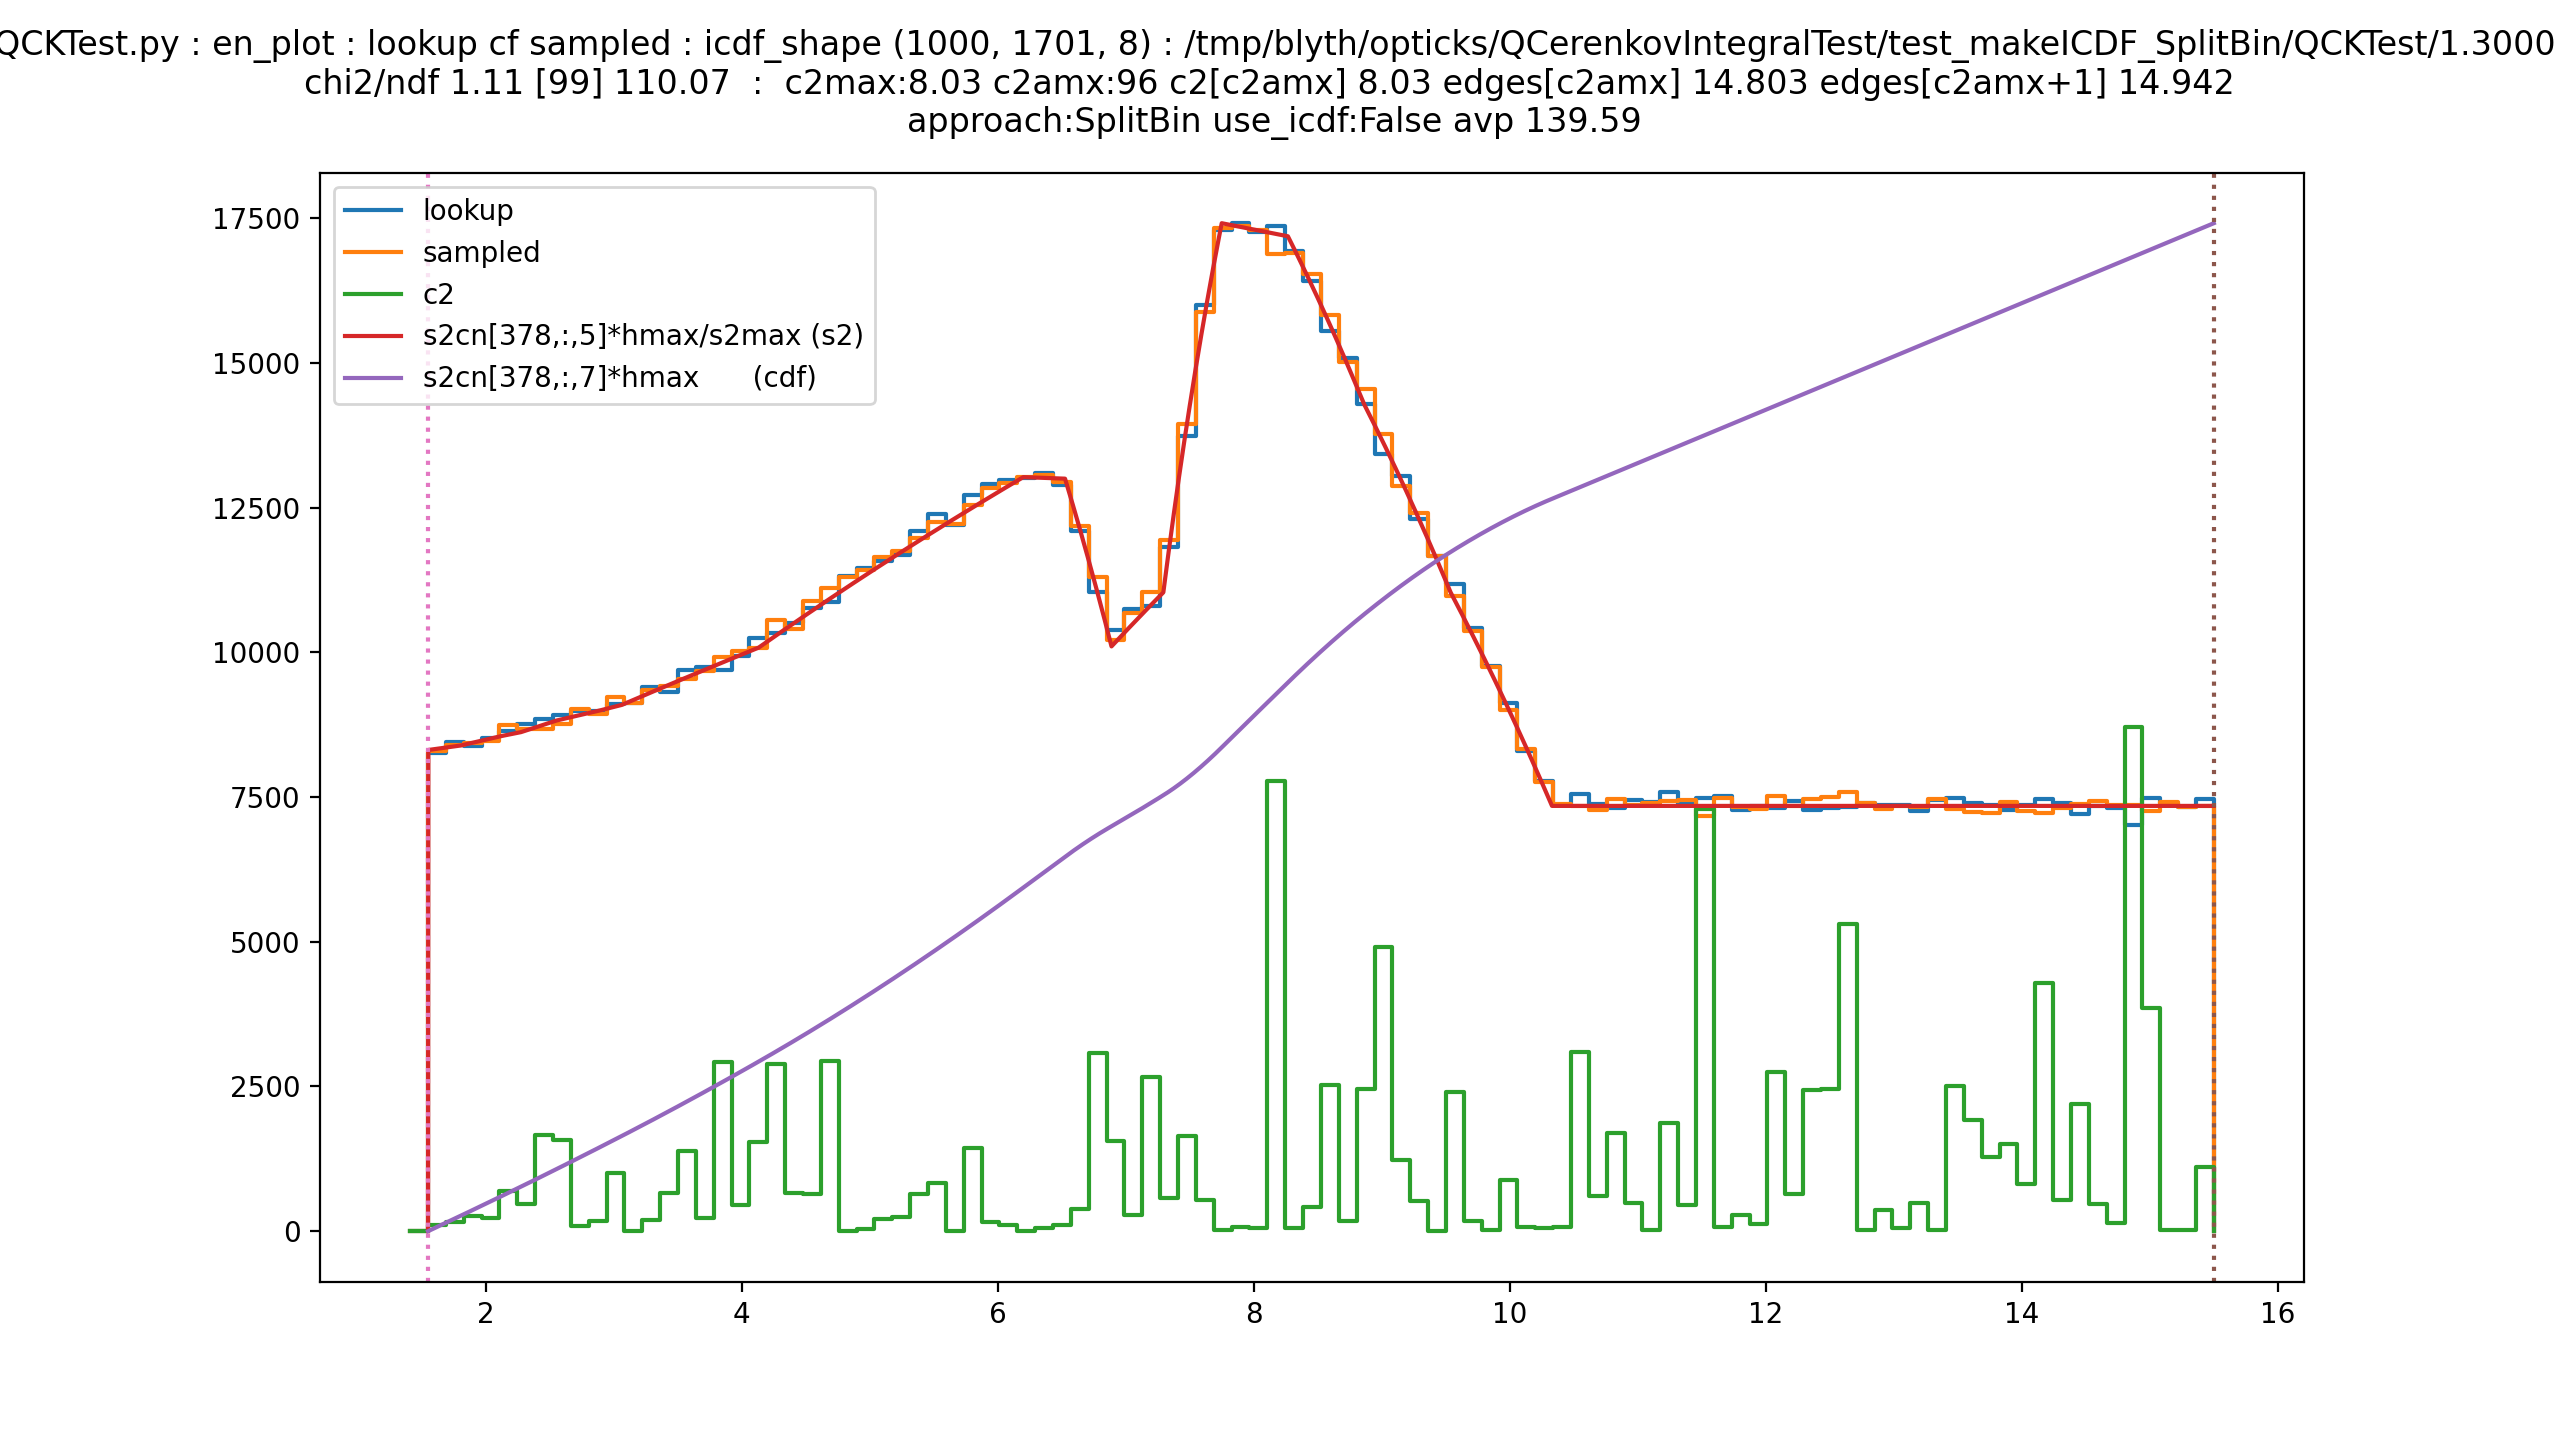 QCKTest.py : en_plot : lookup cf sampled : icdf_shape (1000, 1701, 8) : /tmp/blyth/opticks/QCerenkovIntegralTest/test_makeICDF_SplitBin/QCKTest/1.3000
chi2/ndf 1.11 [99] 110.07 : c2max:8.03 c2amx:96 c2[c2amx] 8.03 edges[c2amx] 14.803 edges[c2amx+1] 14.942
approach:SplitBin use_icdf:False avp 139.59
lookup
sampled
c2
s2cn[378,:,5]*hmax/s2max (s2)
s2cn[378,:,7]*hmax (cdf)
17500
15000
12500
10000
7500
5000
2500
0
2 4 6 8 10 12 14 16